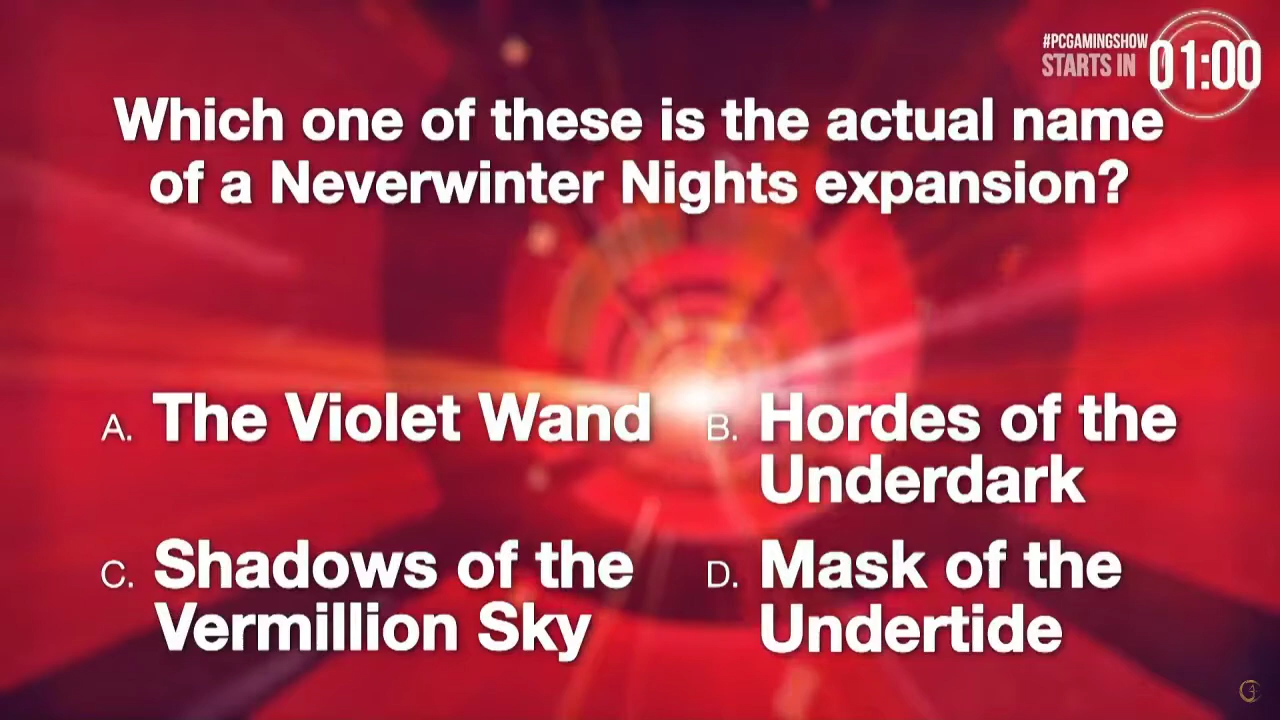 #PCGAMINGSHOW
STARTS IN 01:00
Which one of these is the actual name
of a Neverwinter Nights expansion?
A. The Violet Wand
B. Hordes of the
Underdark
C. Shadows of the
Vermillion Sky
D. Mask of the
Undertide